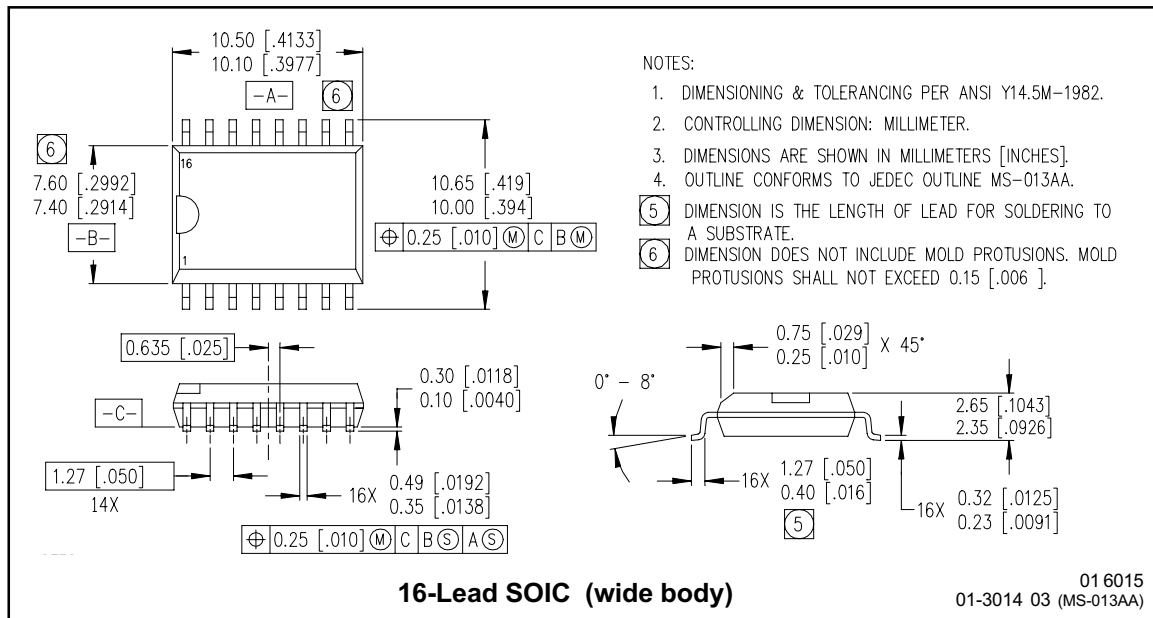 10.50 [.4133]
10.10 [.3977]
-A-
6
6
7.60 [.2992]
7.40 [.2914]
-B-
16
1
10.65 [.419]
10.00 [.394]
⌖ 0.25 [.010] Ⓜ C B Ⓜ
NOTES:
1. DIMENSIONING & TOLERANCING PER ANSI Y14.5M-1982.
2. CONTROLLING DIMENSION: MILLIMETER.
3. DIMENSIONS ARE SHOWN IN MILLIMETERS [INCHES].
4. OUTLINE CONFORMS TO JEDEC OUTLINE MS-013AA.
5 DIMENSION IS THE LENGTH OF LEAD FOR SOLDERING TO
A SUBSTRATE.
6 DIMENSION DOES NOT INCLUDE MOLD PROTUSIONS. MOLD
PROTUSIONS SHALL NOT EXCEED 0.15 [.006 ].
0.635 [.025]
-C-
0.30 [.0118]
0.10 [.0040]
1.27 [.050]
14X
16X
0.49 [.0192]
0.35 [.0138]
⌖ 0.25 [.010] Ⓜ C B Ⓢ A Ⓢ
0.75 [.029]
0.25 [.010]
X 45°
0° - 8°
2.65 [.1043]
2.35 [.0926]
16X
1.27 [.050]
0.40 [.016]
5
16X
0.32 [.0125]
0.23 [.0091]
16-Lead SOIC (wide body)
01 6015
01-3014 03 (MS-013AA)